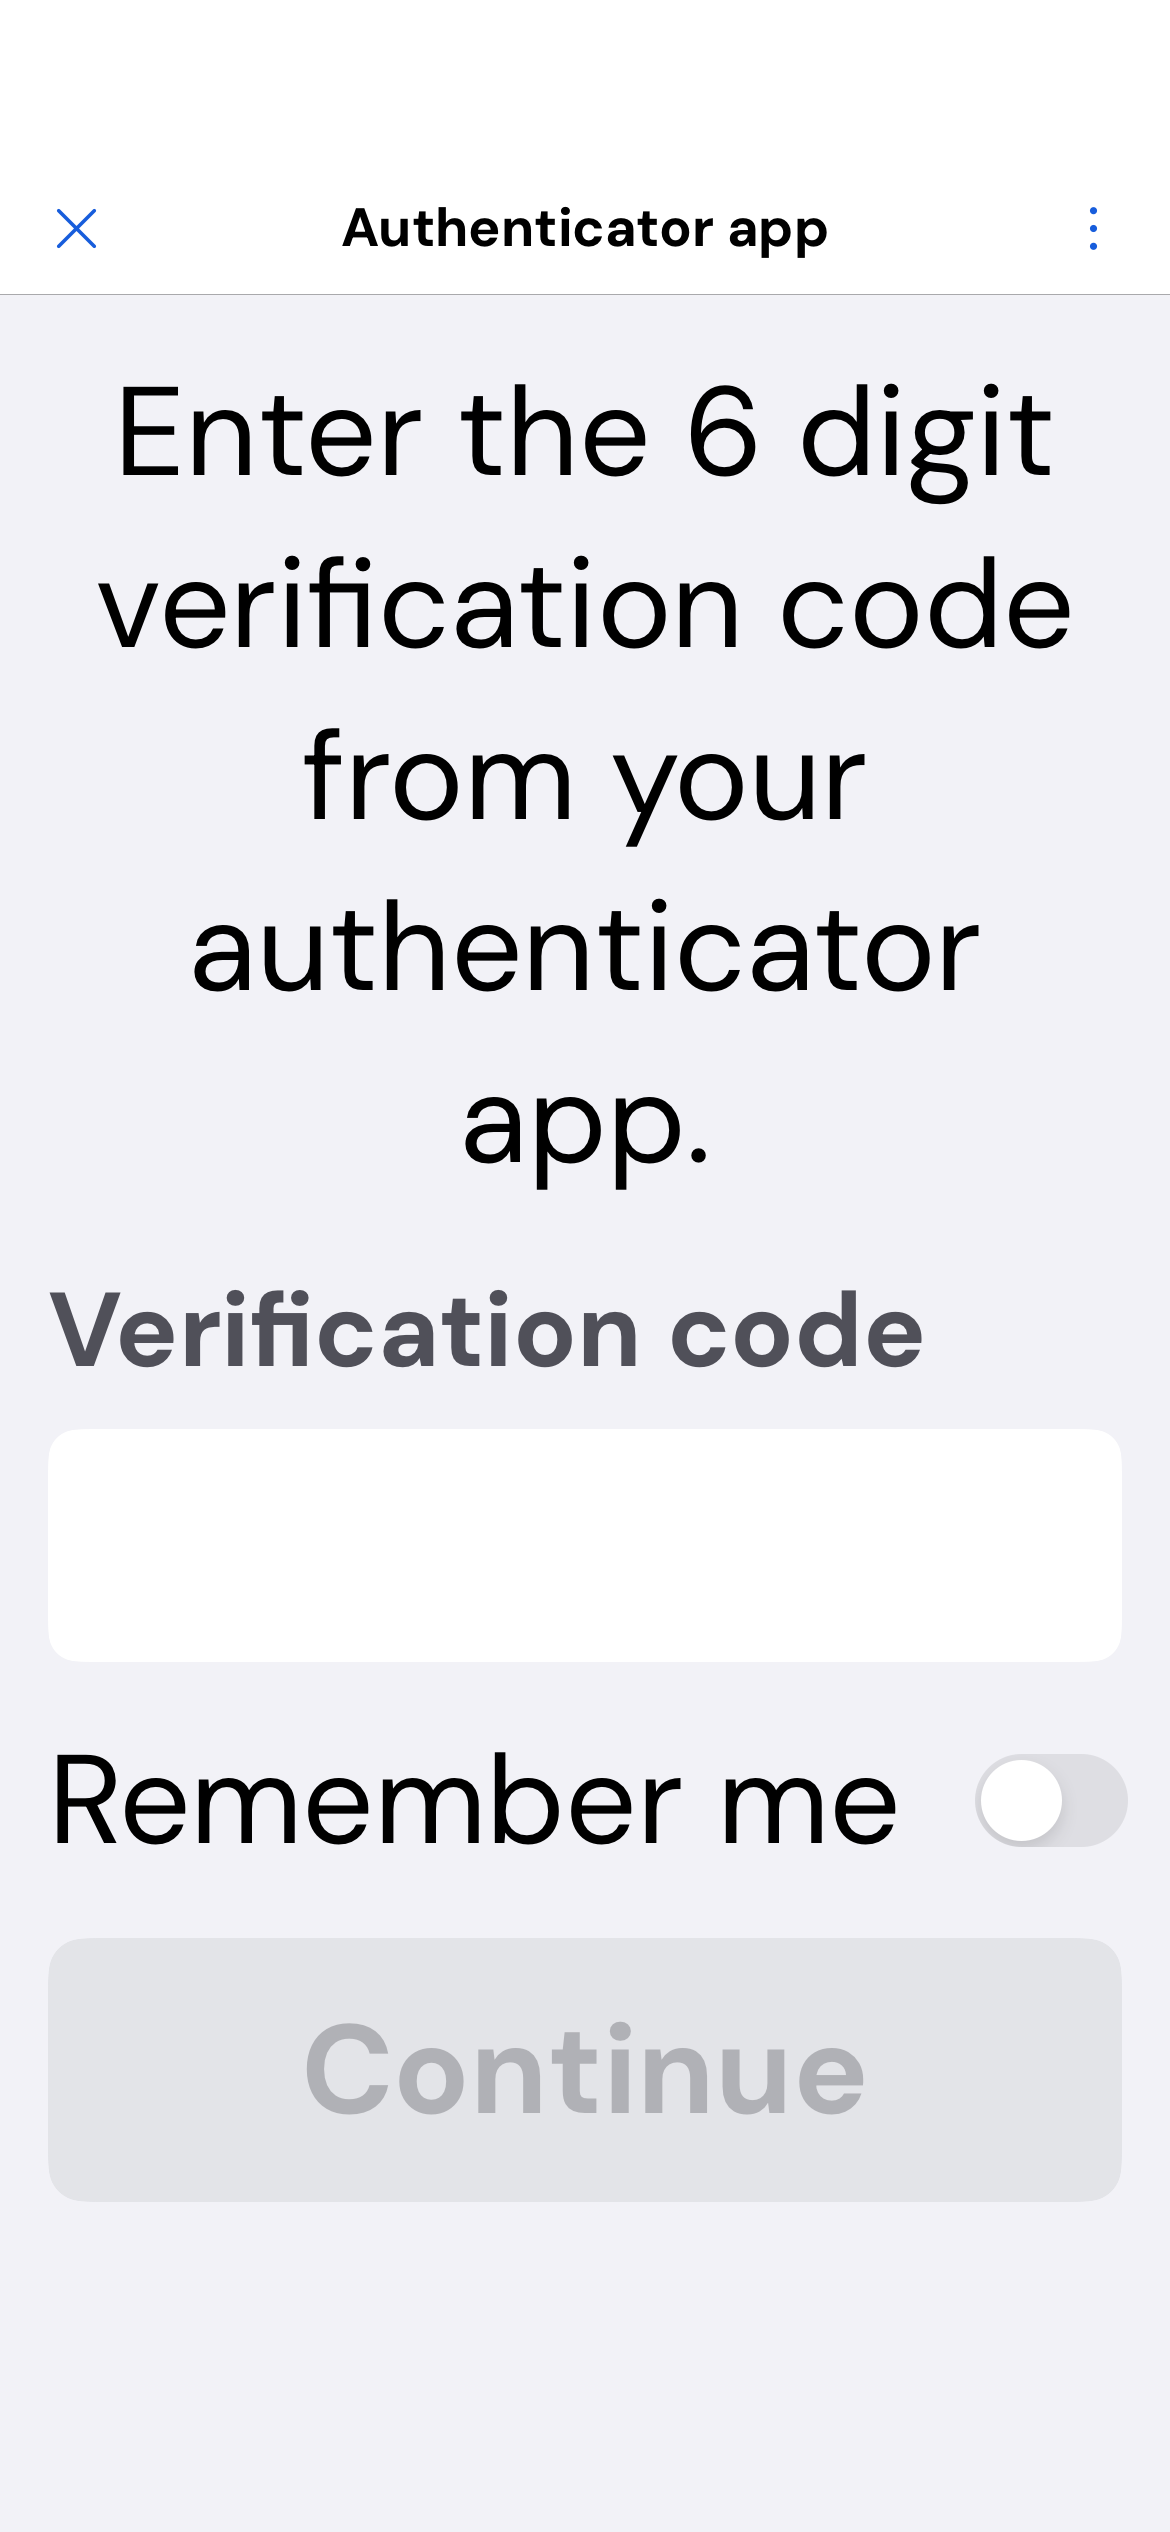 Authenticator app
Enter the 6 digit
verification code
from your
authenticator
app.
Verification code
Remember me
Continue